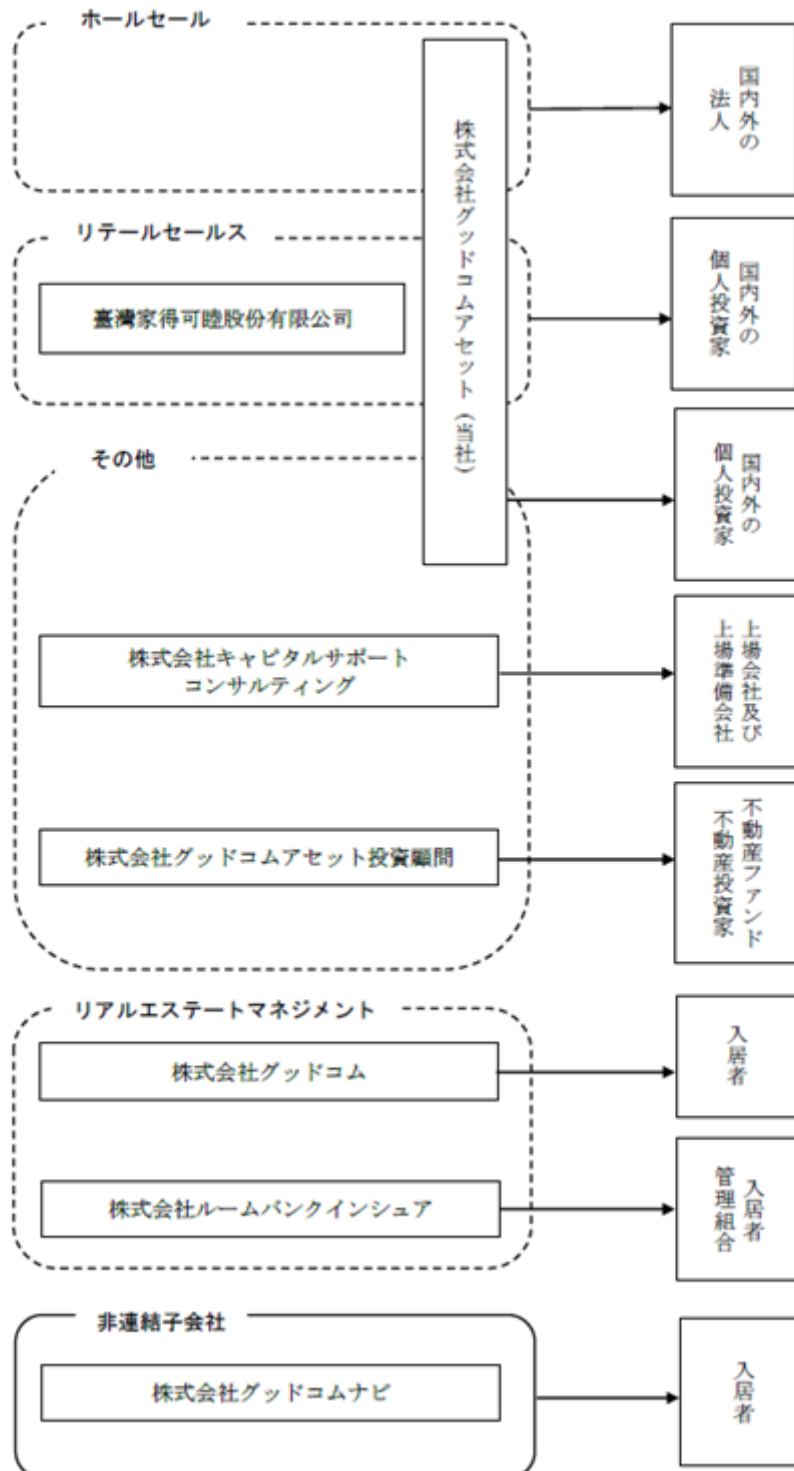 ホールセール
株式会社グッドコムアセット（当社）
国内外の
法人
リテールセールス
臺灣家得可睦股份有限公司
国内外の
個人投資家
その他
国内外の
個人投資家
株式会社キャピタルサポート
コンサルティング
上場会社及び
上場準備会社
株式会社グッドコムアセット投資顧問
不動産ファンド
不動産投資家
リアルエステートマネジメント
株式会社グッドコム
入居者
株式会社ルームバンクインシュア
入居者
管理組合
非連結子会社
株式会社グッドコムナビ
入居者